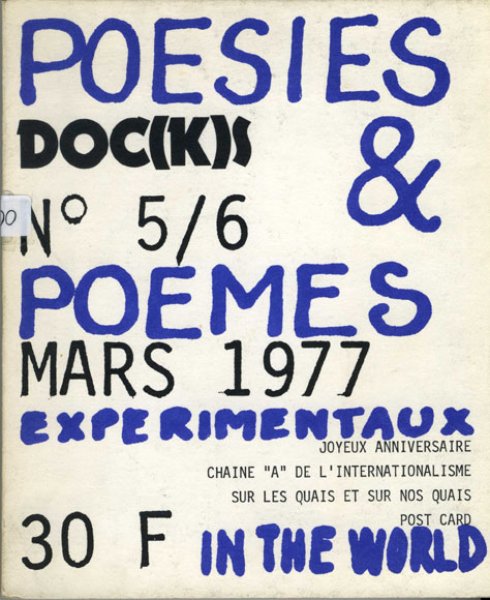 POESIES
DOC(K)S
&
N° 5/6
POEMES
MARS 1977
EXPERIMENTAUX
JOYEUX ANNIVERSAIRE
CHAINE "A" DE L'INTERNATIONALISME
SUR LES QUAIS ET SUR NOS QUAIS
POST CARD
30 F
IN THE WORLD